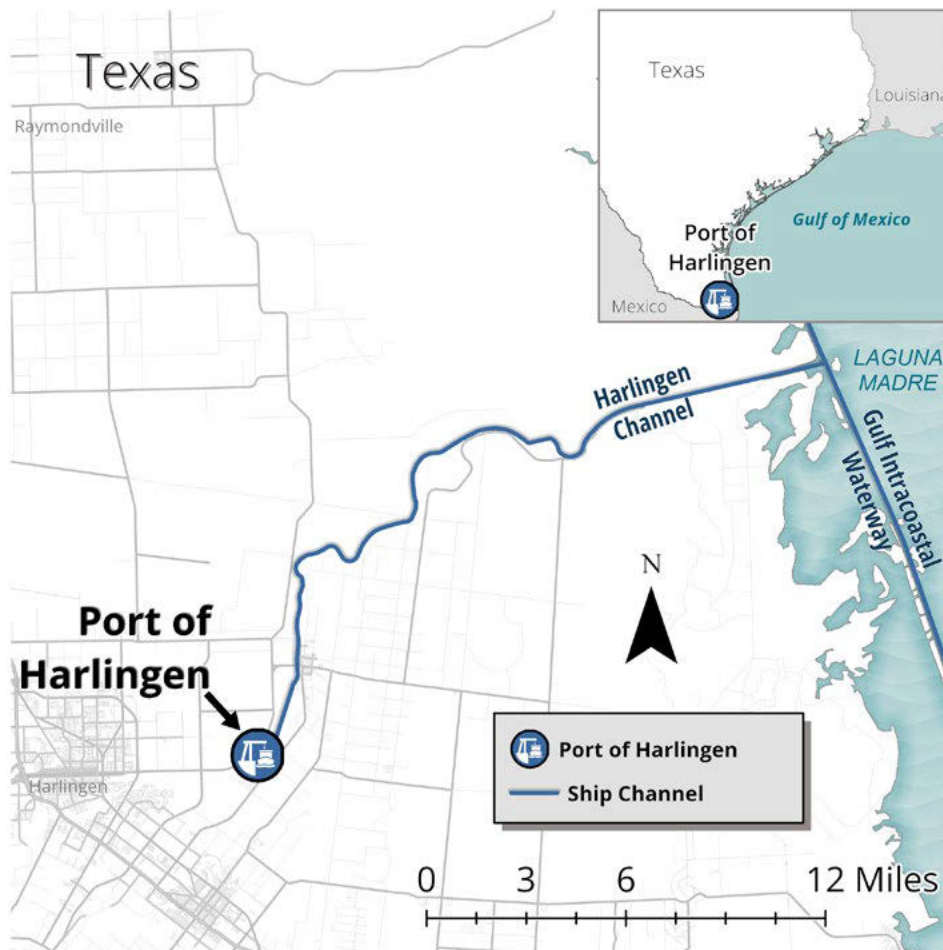 Texas
Raymondville
Texas
Louisiana
Gulf of Mexico
Port of
Harlingen
Mexico
LAGUNA
MADRE
Harlingen
Channel
Gulf Intracoastal
Waterway
N
Port of
Harlingen
Harlingen
Port of Harlingen
Ship Channel
0 3 6 12 Miles